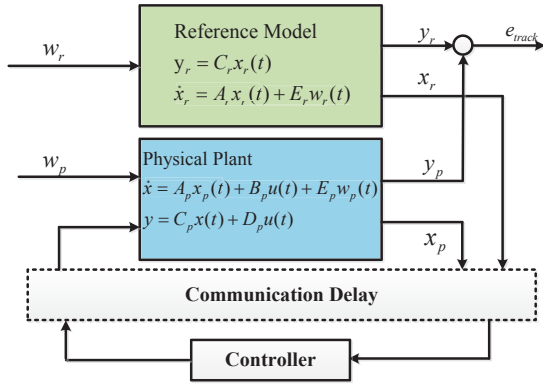 Reference Model
w_r
y_r = C_r x_r(t)
ẋ_r = A_r x_r(t) + E_r w_r(t)
y_r
e_track
x_r
w_p
Physical Plant
ẋ = A_p x_p(t) + B_p u(t) + E_p w_p(t)
y = C_p x(t) + D_p u(t)
y_p
x_p
Communication Delay
Controller